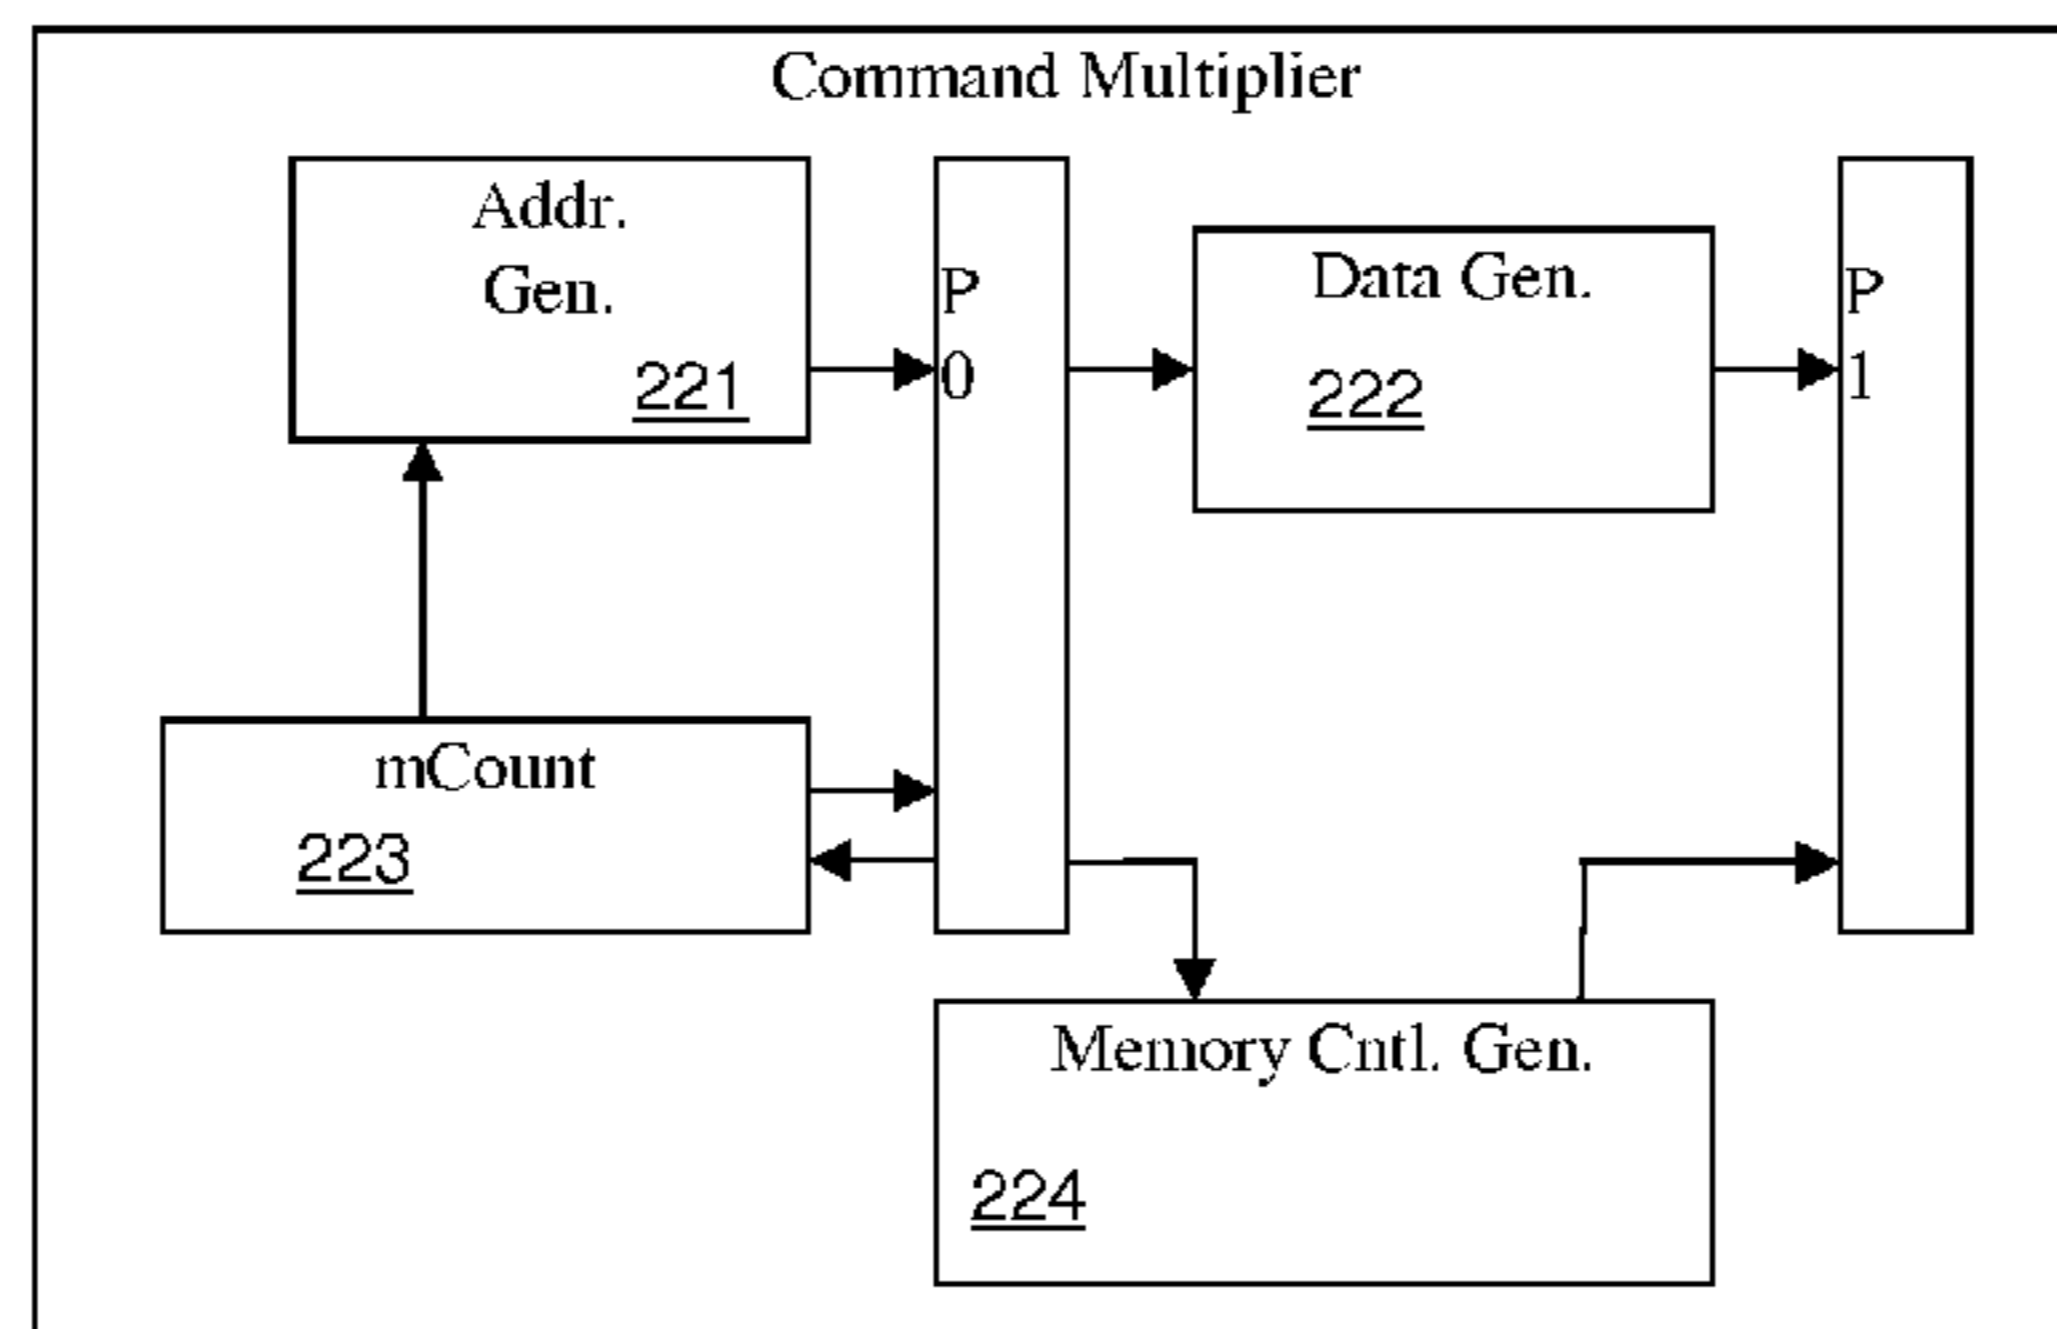 Command Multiplier
Addr.
Gen.
221
P
0
Data Gen.
222
P
1
mCount
223
Memory Cntl. Gen.
224